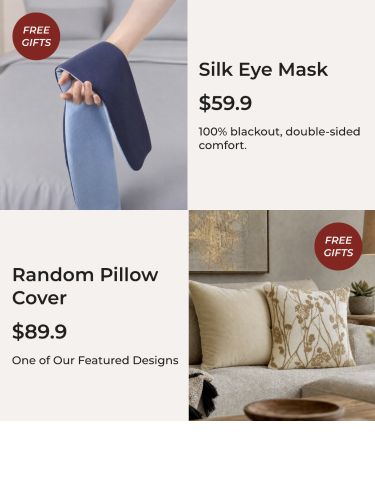 FREE
GIFTS
Silk Eye Mask
$59.9
100% blackout, double-sided
comfort.
Random Pillow
Cover
$89.9
One of Our Featured Designs
FREE
GIFTS